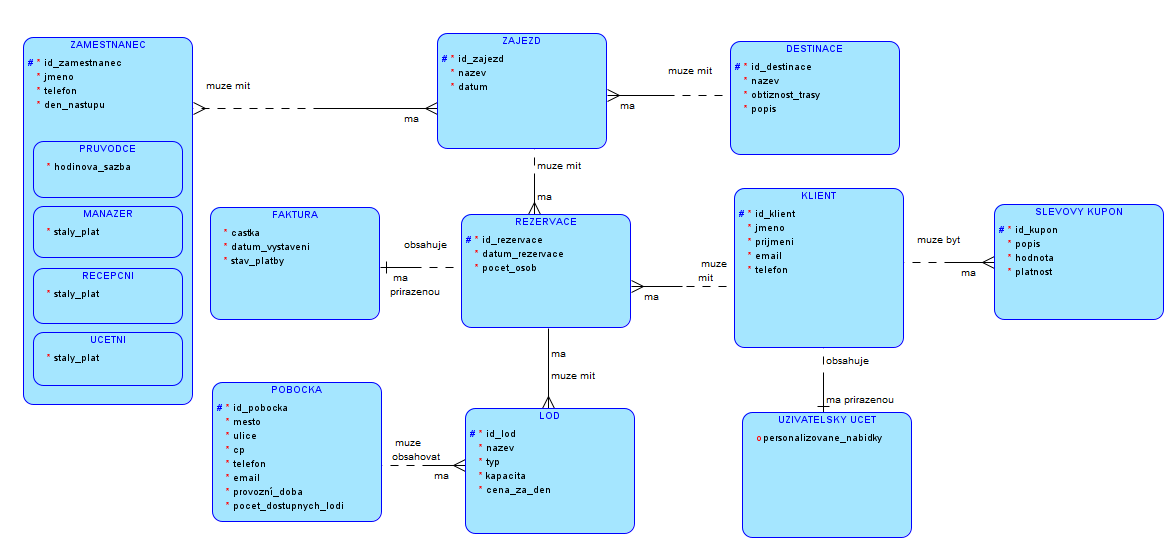 ZAMESTNANEC
# * id_zamestnanec
* jmeno
* telefon
* den_nastupu
PRUVODCE
* hodinova_sazba
MANAZER
* staly_plat
RECEPCNI
* staly_plat
UCETNI
* staly_plat
muze mit
ma
ZAJEZD
# * id_zajezd
* nazev
* datum
muze mit
ma
DESTINACE
# * id_destinace
* nazev
* obtiznost_trasy
* popis
muze mit
ma
FAKTURA
* castka
* datum_vystaveni
* stav_platby
obsahuje
ma
prirazenou
REZERVACE
# * id_rezervace
* datum_rezervace
* pocet_osob
muze
mit
ma
KLIENT
# * id_klient
* jmeno
* prijmeni
* email
* telefon
muze byt
ma
SLEVOVY KUPON
# * id_kupon
* popis
* hodnota
* platnost
ma
muze mit
obsahuje
ma prirazenou
POBOCKA
# * id_pobocka
* mesto
* ulice
* cp
* telefon
* email
* provozní_doba
* pocet_dostupnych_lodi
muze
obsahovat
ma
LOD
# * id_lod
* nazev
* typ
* kapacita
* cena_za_den
UZIVATELSKY UCET
o personalizovane_nabidky